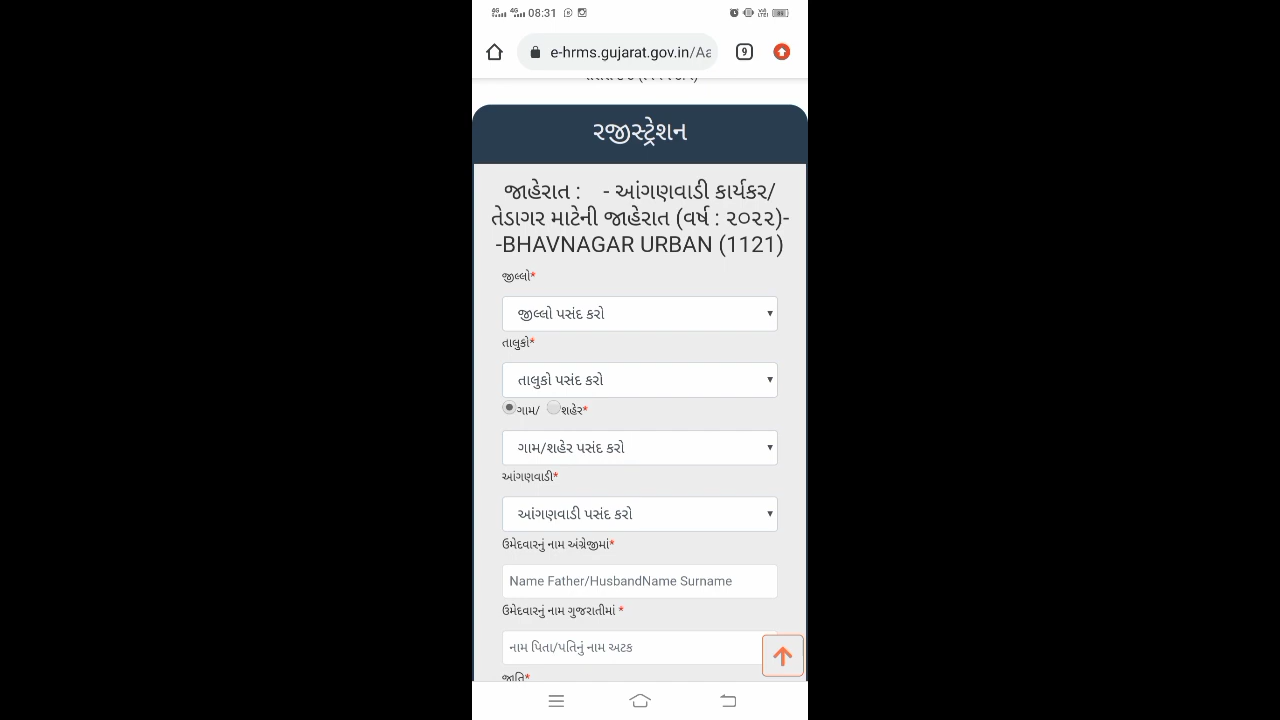 4G 4G 08:31
e-hrms.gujarat.gov.in/Aa 9
રજીસ્ટ્રેશન
જાહેરાત : - આંગણવાડી કાર્યકર/
તેડાગર માટેની જાહેરાત (વર્ષ : ૨૦૨૨)-
-BHAVNAGAR URBAN (1121)
જીલ્લો*
જીલ્લો પસંદ કરો
તાલુકો*
તાલુકો પસંદ કરો
ગામ/ શહેર*
ગામ/શહેર પસંદ કરો
આંગણવાડી*
આંગણવાડી પસંદ કરો
ઉમેદવારનું નામ અંગ્રેજીમાં*
Name Father/HusbandName Surname
ઉમેદવારનું નામ ગુજરાતીમાં *
નામ પિતા/પતિનું નામ અટક
જાતિ*